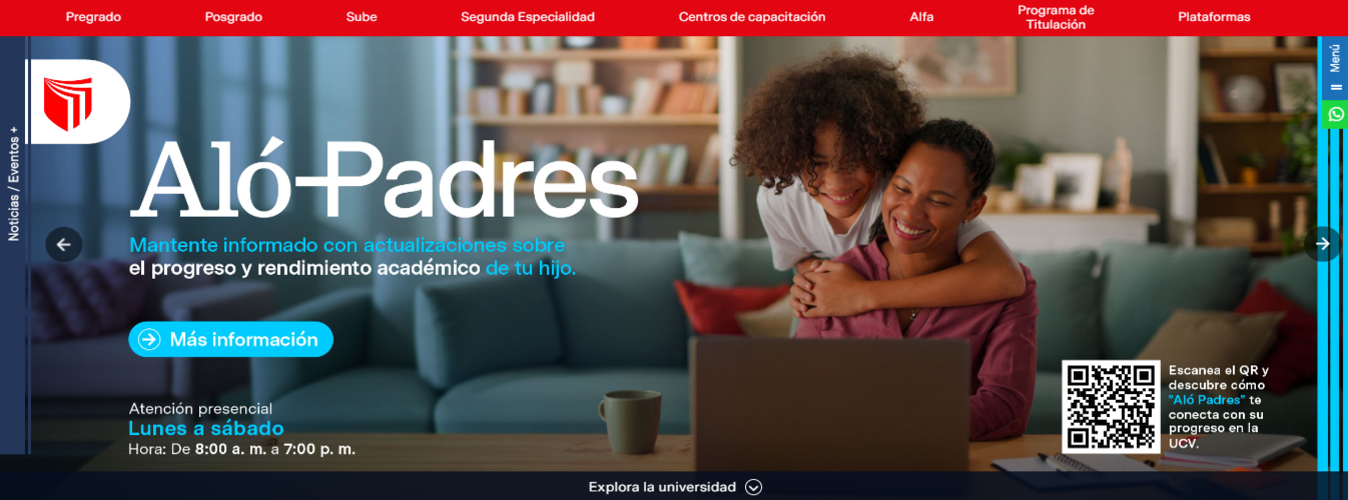 Pregrado
Posgrado
Sube
Segunda Especialidad
Centros de capacitación
Alfa
Programa de
Titulación
Plataformas
Menú
Noticias / Eventos +
Aló-Padres
Mantente informado con actualizaciones sobre
el progreso y rendimiento académico de tu hijo.
Más información
Atención presencial
Lunes a sábado
Hora: De 8:00 a. m. a 7:00 p. m.
Escanea el QR y
descubre cómo
"Aló Padres" te
conecta con su
progreso en la
UCV.
Explora la universidad